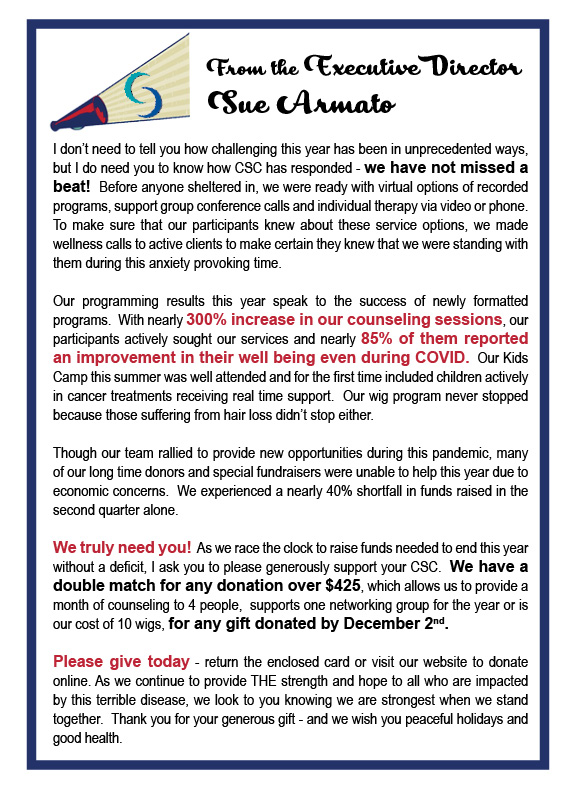 From the Executive Director
Sue Armato
I don't need to tell you how challenging this year has been in unprecedented ways,
but I do need you to know how CSC has responded - we have not missed a
beat! Before anyone sheltered in, we were ready with virtual options of recorded
programs, support group conference calls and individual therapy via video or phone.
To make sure that our participants knew about these service options, we made
wellness calls to active clients to make certain they knew that we were standing with
them during this anxiety provoking time.
Our programming results this year speak to the success of newly formatted
programs. With nearly 300% increase in our counseling sessions, our
participants actively sought our services and nearly 85% of them reported
an improvement in their well being even during COVID. Our Kids
Camp this summer was well attended and for the first time included children actively
in cancer treatments receiving real time support. Our wig program never stopped
because those suffering from hair loss didn't stop either.
Though our team rallied to provide new opportunities during this pandemic, many
of our long time donors and special fundraisers were unable to help this year due to
economic concerns. We experienced a nearly 40% shortfall in funds raised in the
second quarter alone.
We truly need you! As we race the clock to raise funds needed to end this year
without a deficit, I ask you to please generously support your CSC. We have a
double match for any donation over $425, which allows us to provide a
month of counseling to 4 people, supports one networking group for the year or is
our cost of 10 wigs, for any gift donated by December 2nd.
Please give today - return the enclosed card or visit our website to donate
online. As we continue to provide THE strength and hope to all who are impacted
by this terrible disease, we look to you knowing we are strongest when we stand
together. Thank you for your generous gift - and we wish you peaceful holidays and
good health.